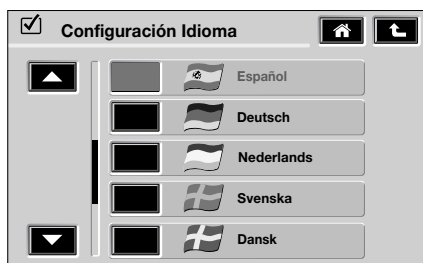 Configuración Idioma
Español
Deutsch
Nederlands
Svenska
Dansk